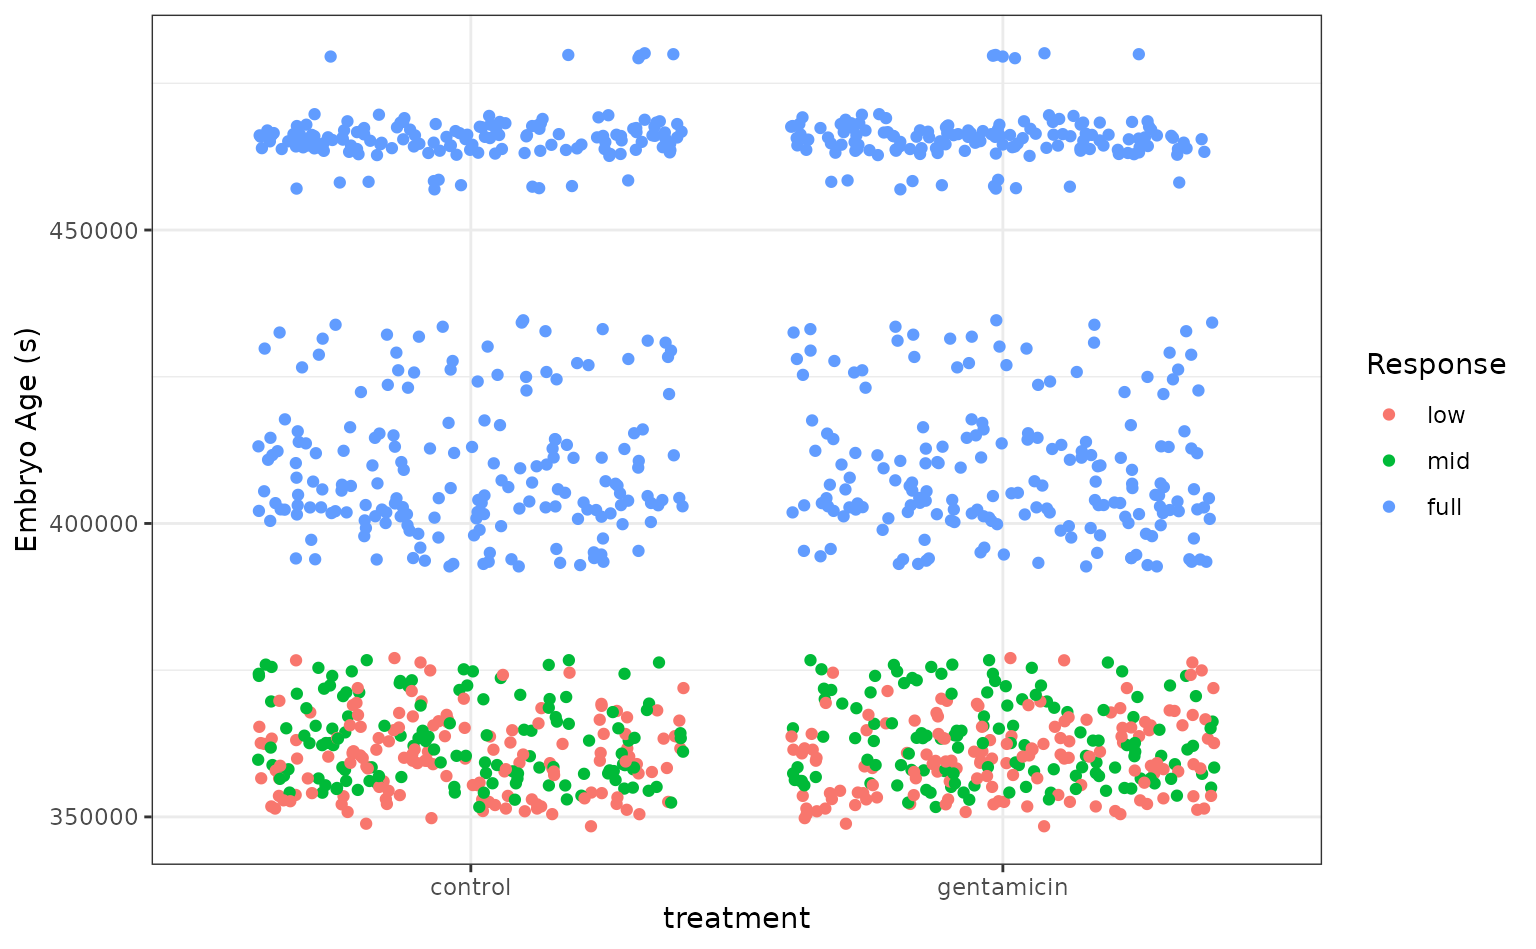 Embryo Age (s)
450000
400000
350000
control
gentamicin
treatment
Response
low
mid
full